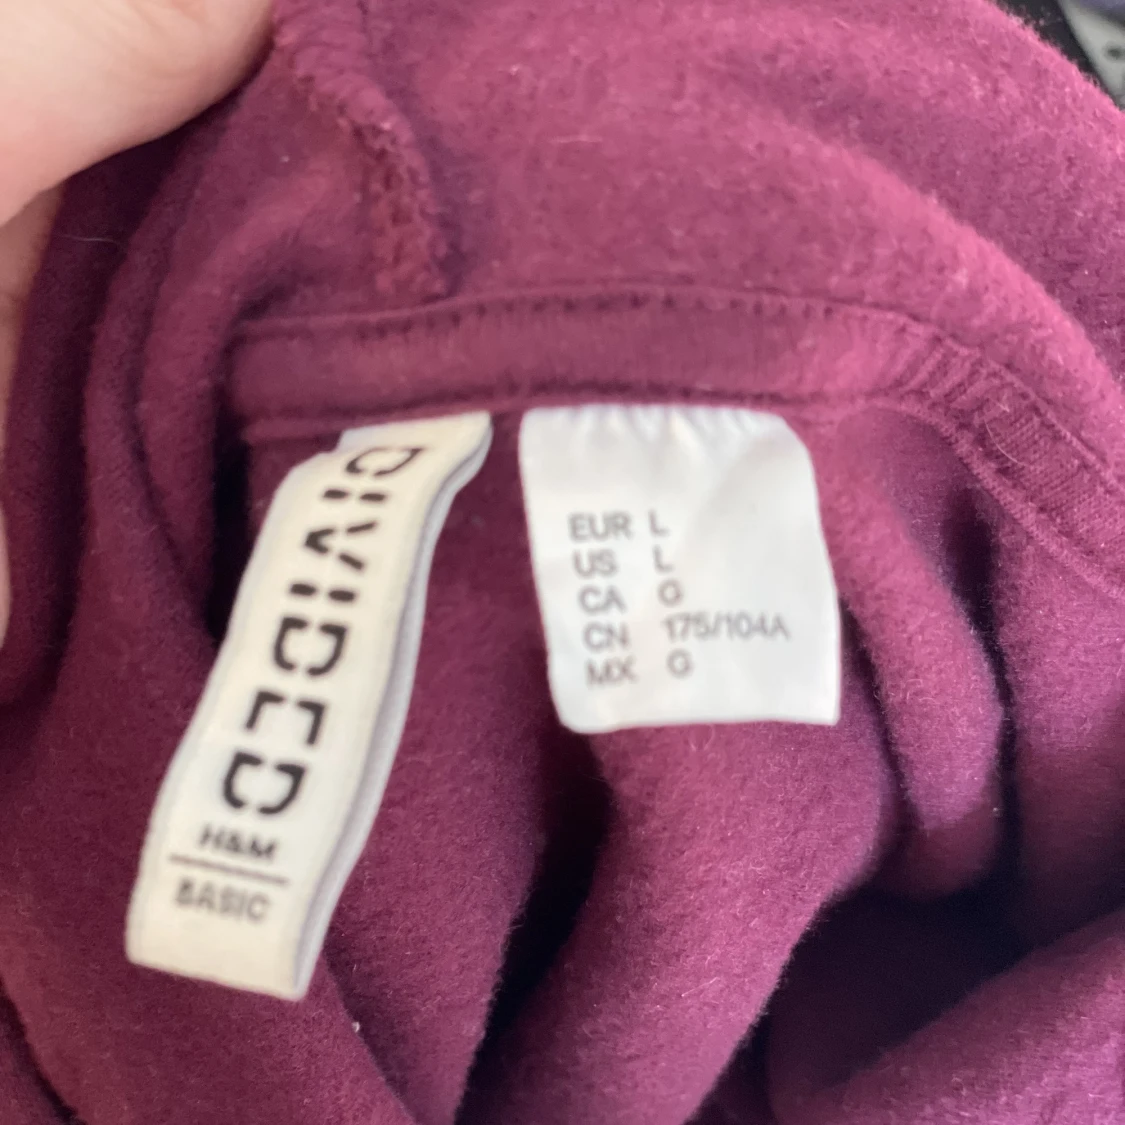 DIVIDED
H&M
BASIC
EUR L
US L
CA G
CN 175/104A
MX G